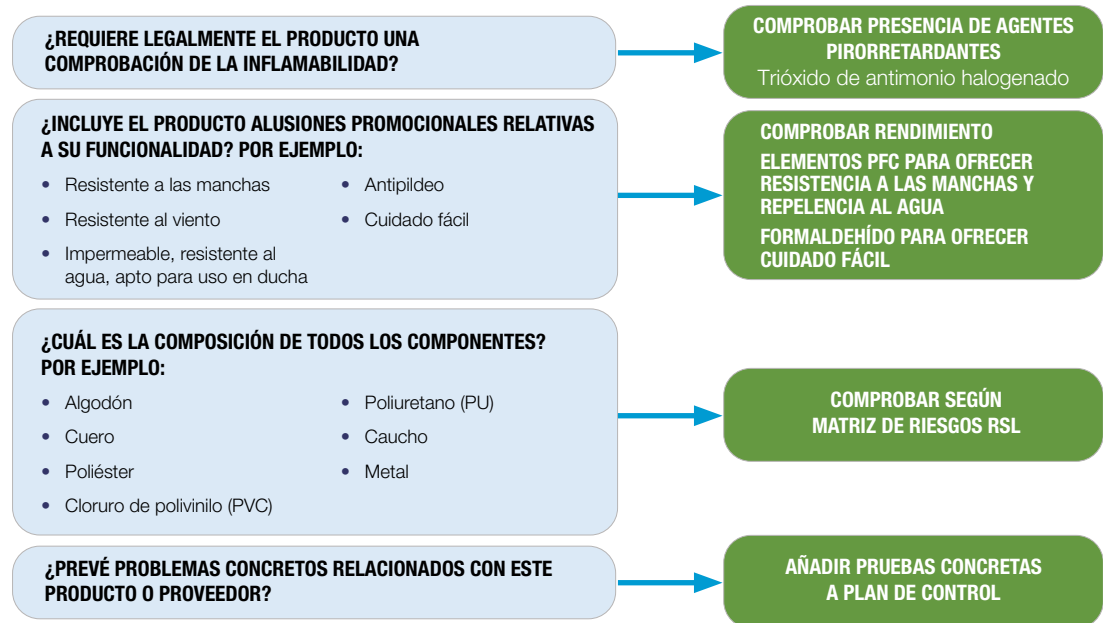 ¿REQUIERE LEGALMENTE EL PRODUCTO UNA
COMPROBACIÓN DE LA INFLAMABILIDAD?
COMPROBAR PRESENCIA DE AGENTES
PIRORRETARDANTES
Trióxido de antimonio halogenado
¿INCLUYE EL PRODUCTO ALUSIONES PROMOCIONALES RELATIVAS
A SU FUNCIONALIDAD? POR EJEMPLO:
• Resistente a las manchas
• Resistente al viento
• Impermeable, resistente al
agua, apto para uso en ducha
• Antipildeo
• Cuidado fácil
COMPROBAR RENDIMIENTO
ELEMENTOS PFC PARA OFRECER
RESISTENCIA A LAS MANCHAS Y
REPELENCIA AL AGUA
FORMALDEHÍDO PARA OFRECER
CUIDADO FÁCIL
¿CUÁL ES LA COMPOSICIÓN DE TODOS LOS COMPONENTES?
POR EJEMPLO:
• Algodón
• Cuero
• Poliéster
• Cloruro de polivinilo (PVC)
• Poliuretano (PU)
• Caucho
• Metal
COMPROBAR SEGÚN
MATRIZ DE RIESGOS RSL
¿PREVÉ PROBLEMAS CONCRETOS RELACIONADOS CON ESTE
PRODUCTO O PROVEEDOR?
AÑADIR PRUEBAS CONCRETAS
A PLAN DE CONTROL